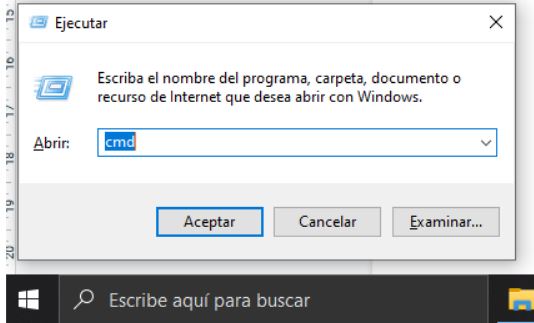 Ejecutar
Escriba el nombre del programa, carpeta, documento o
recurso de Internet que desea abrir con Windows.
Abrir: cmd
Aceptar Cancelar Examinar...
16
17
18
19
20
Escribe aquí para buscar